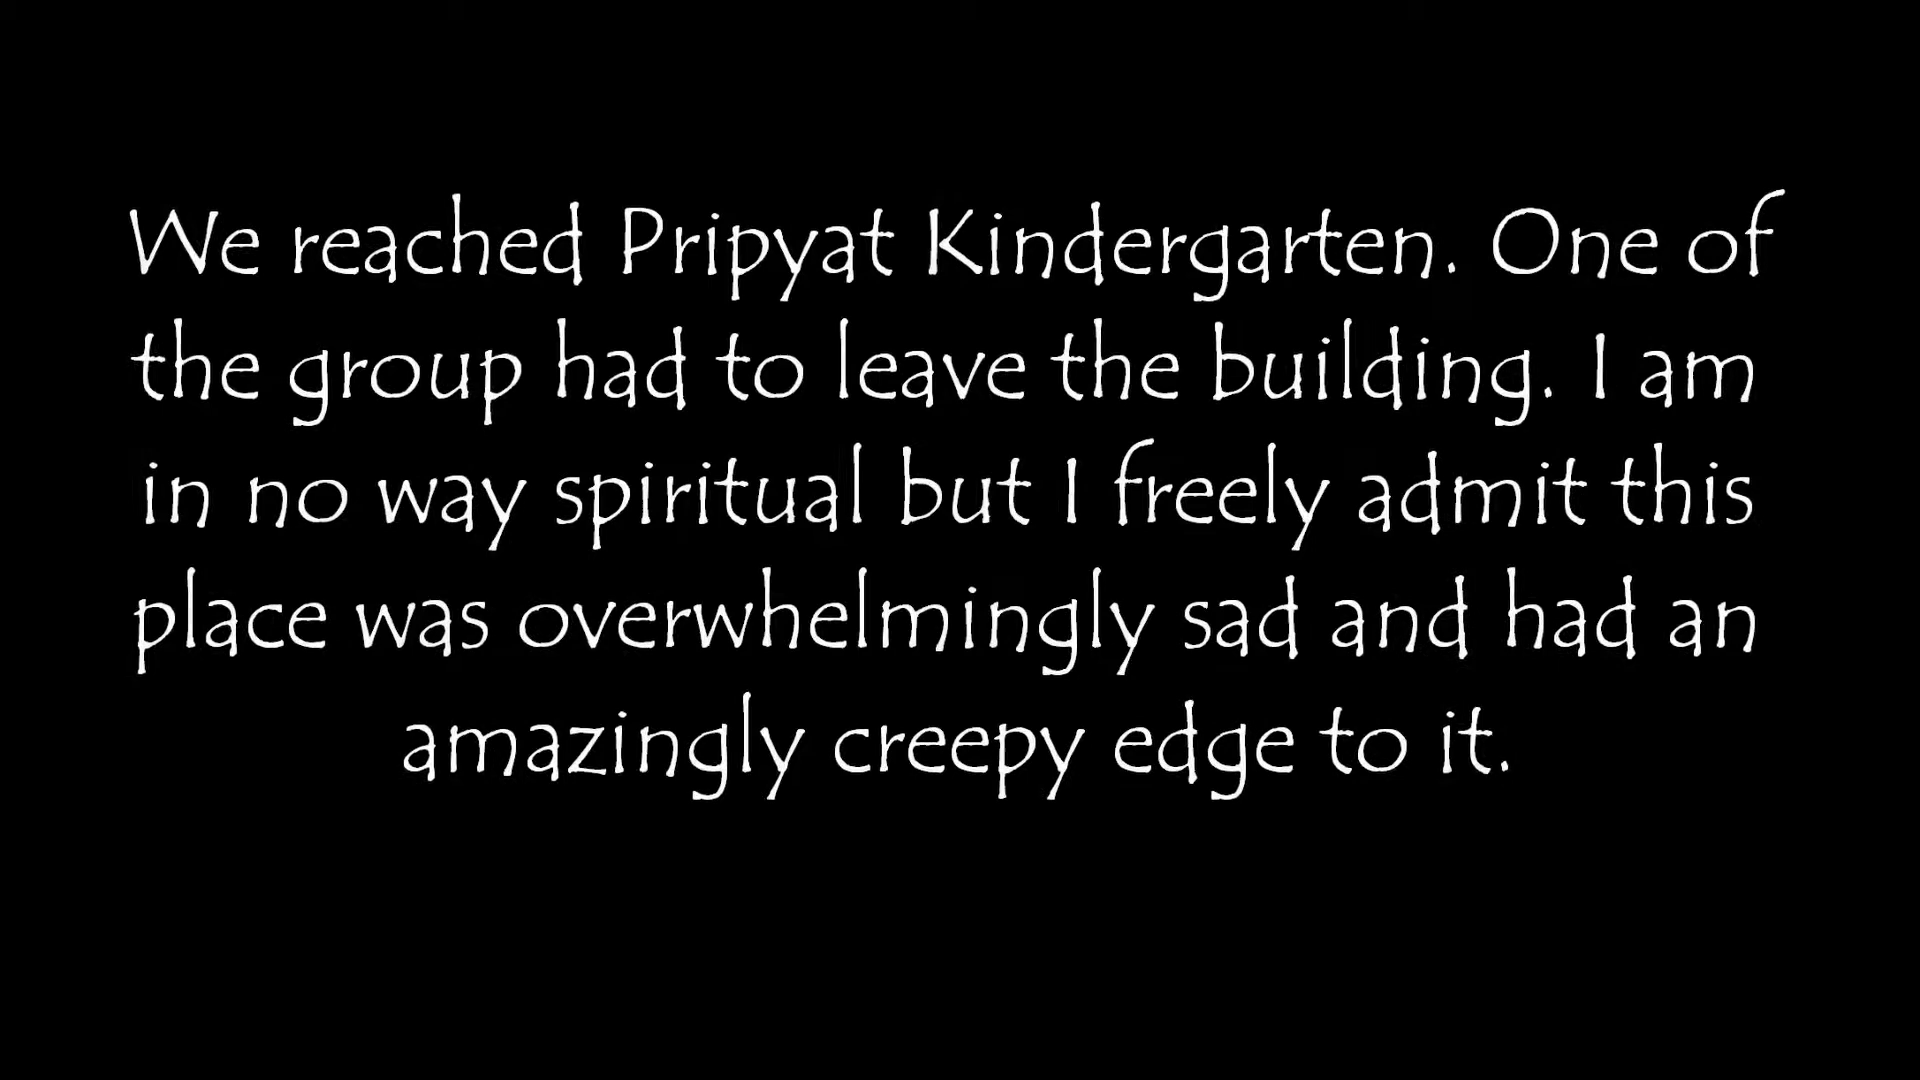 We reached Pripyat Kindergarten. One of
the group had to leave the building. I am
in no way spiritual but I freely admit this
place was overwhelmingly sad and had an
amazingly creepy edge to it.